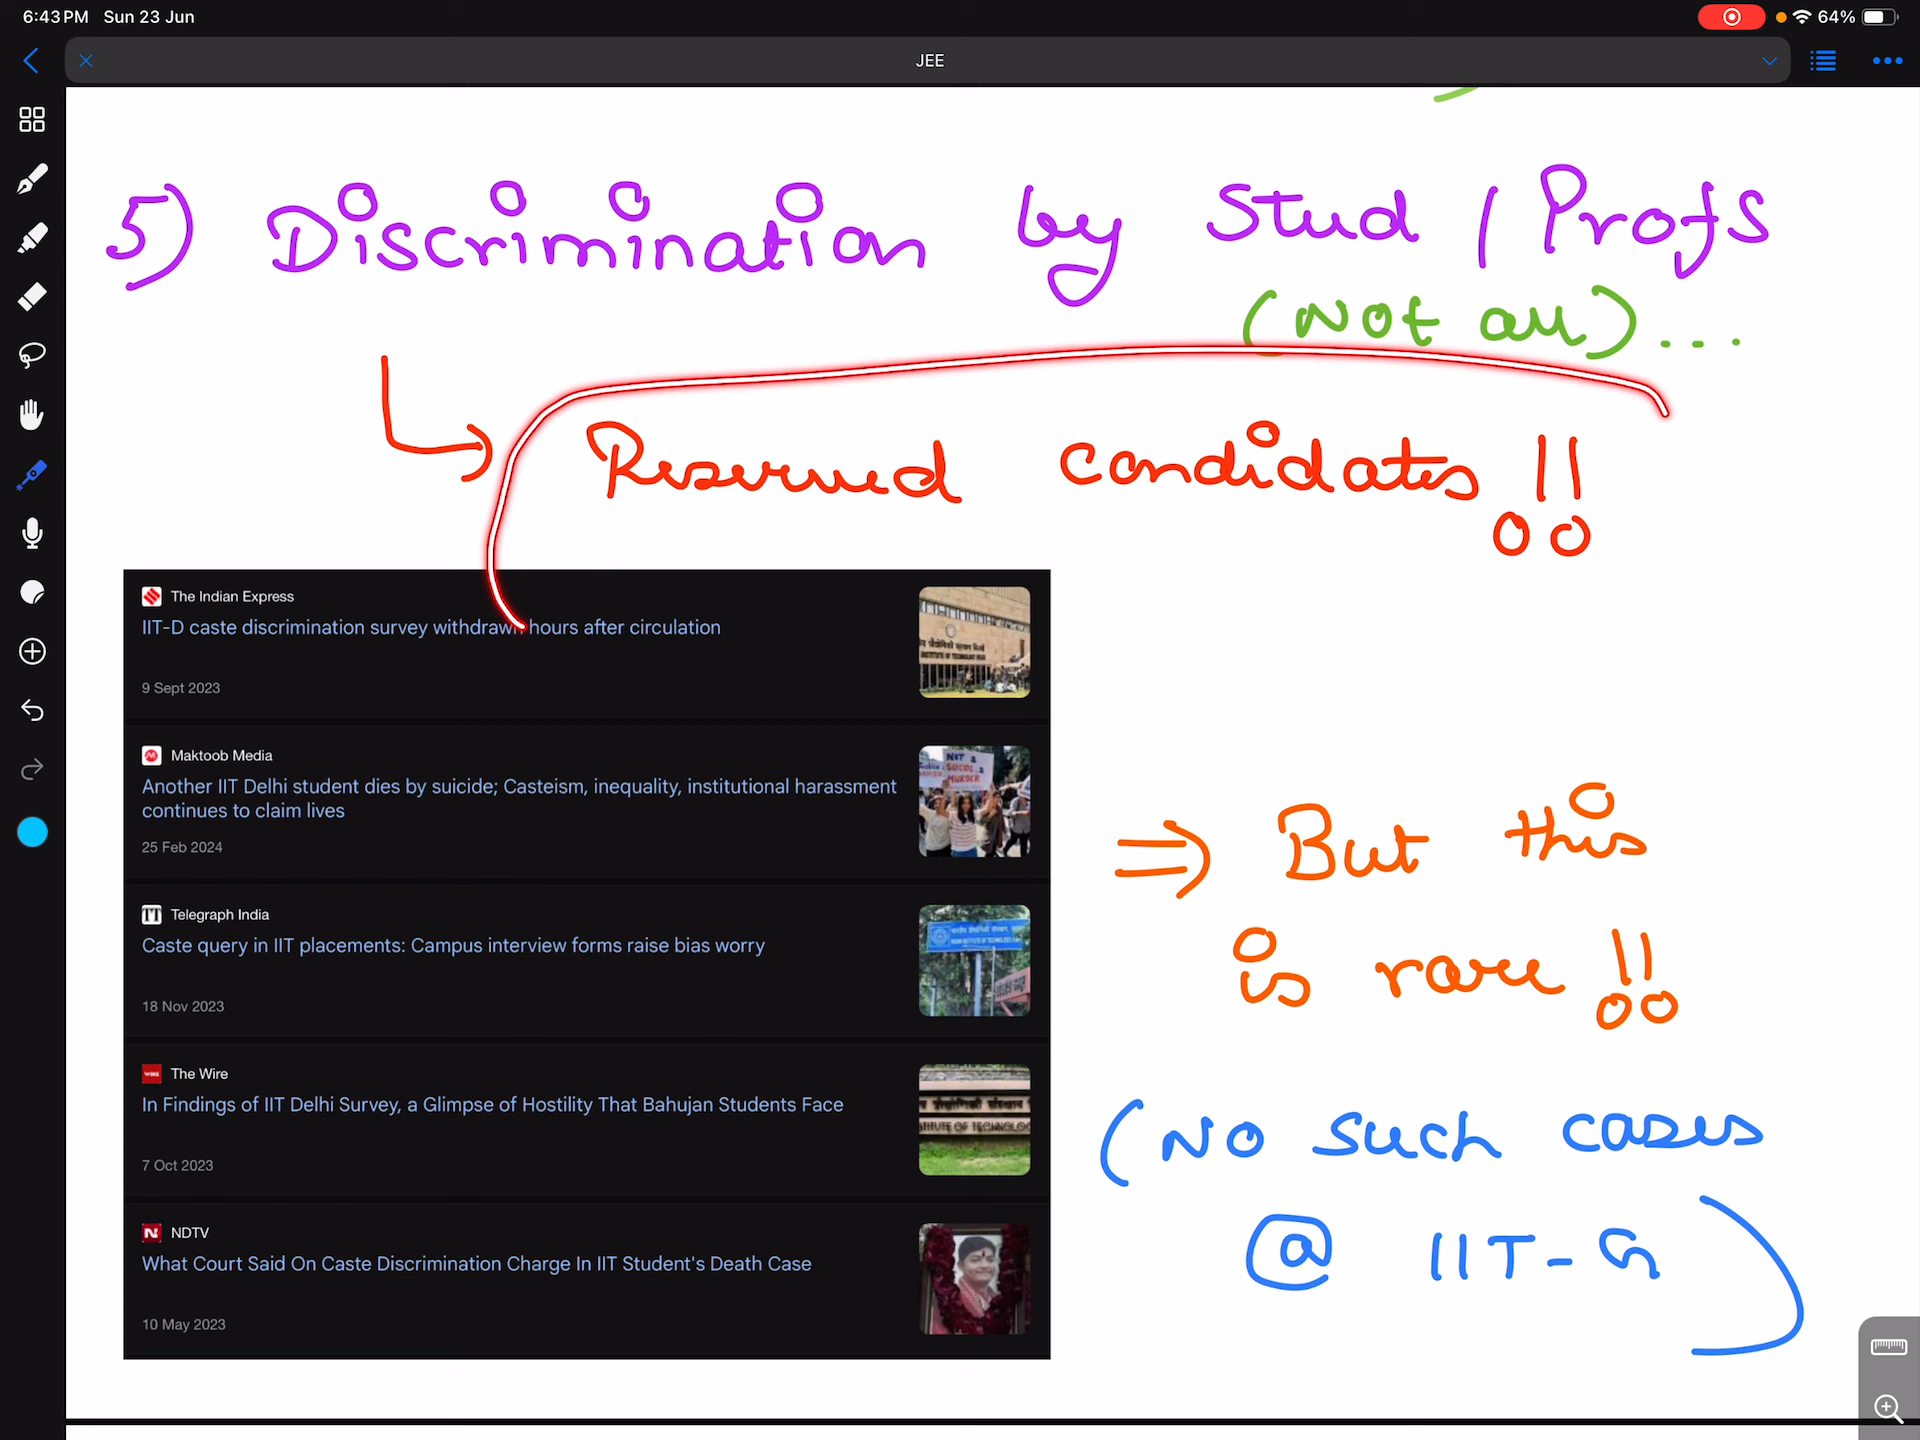 6:43 PM Sun 23 Jun
64%
JEE
5) Discrimination by Stud / Profs
(Not all)...
Reserved candidates !!
The Indian Express
IIT-D caste discrimination survey withdrawn hours after circulation
9 Sept 2023
Maktoob Media
Another IIT Delhi student dies by suicide; Casteism, inequality, institutional harassment
continues to claim lives
25 Feb 2024
Telegraph India
Caste query in IIT placements: Campus interview forms raise bias worry
18 Nov 2023
The Wire
In Findings of IIT Delhi Survey, a Glimpse of Hostility That Bahujan Students Face
7 Oct 2023
NDTV
What Court Said On Caste Discrimination Charge In IIT Student's Death Case
10 May 2023
⇒ But this
is rare !!
(No such cases
@ IIT-G)